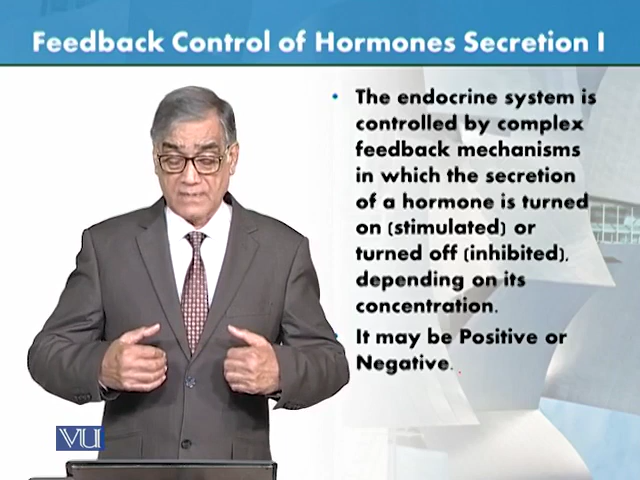 Feedback Control of Hormones Secretion I
• The endocrine system is
controlled by complex
feedback mechanisms
in which the secretion
of a hormone is turned
on (stimulated) or
turned off (inhibited),
depending on its
concentration.
• It may be Positive or
Negative.
VU